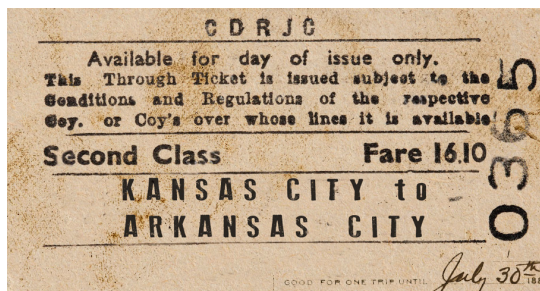 CDRJC
Available for day of issue only.
This Through Ticket is issued subject to the
Conditions and Regulations of the respective
Coy. or Coy's over whose lines it is available
Second Class Fare 16.10
KANSAS CITY to
ARKANSAS CITY
0365
GOOD FOR ONE TRIP UNTIL July 30th 188